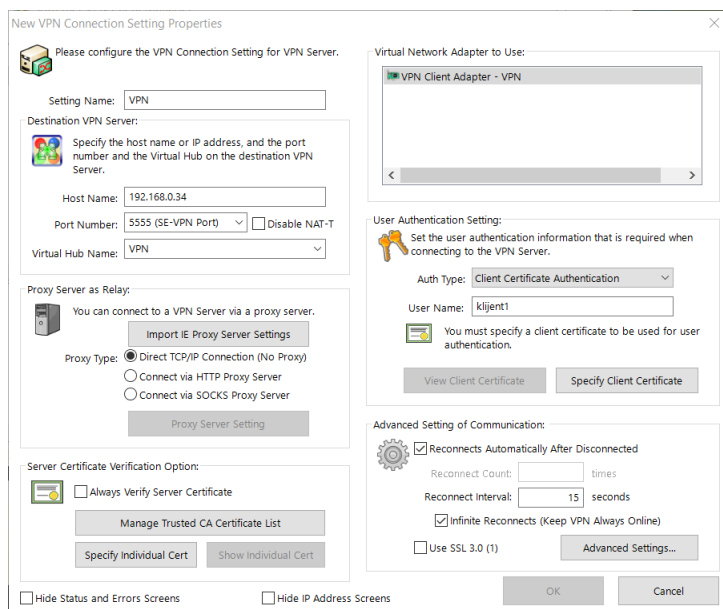 New VPN Connection Setting Properties
Please configure the VPN Connection Setting for VPN Server.
Setting Name: VPN
Destination VPN Server:
Specify the host name or IP address, and the port
number and the Virtual Hub on the destination VPN
Server.
Host Name: 192.168.0.34
Port Number: 5555 (SE-VPN Port) Disable NAT-T
Virtual Hub Name: VPN
Proxy Server as Relay:
You can connect to a VPN Server via a proxy server.
Import IE Proxy Server Settings
Proxy Type: Direct TCP/IP Connection (No Proxy)
Connect via HTTP Proxy Server
Connect via SOCKS Proxy Server
Proxy Server Setting
Server Certificate Verification Option:
Always Verify Server Certificate
Manage Trusted CA Certificate List
Specify Individual Cert Show Individual Cert
Hide Status and Errors Screens Hide IP Address Screens
Virtual Network Adapter to Use:
VPN Client Adapter - VPN
User Authentication Setting:
Set the user authentication information that is required when
connecting to the VPN Server.
Auth Type: Client Certificate Authentication
User Name: klijent1
You must specify a client certificate to be used for user
authentication.
View Client Certificate Specify Client Certificate
Advanced Setting of Communication:
Reconnects Automatically After Disconnected
Reconnect Count: times
Reconnect Interval: 15 seconds
Infinite Reconnects (Keep VPN Always Online)
Use SSL 3.0 (1) Advanced Settings...
OK Cancel